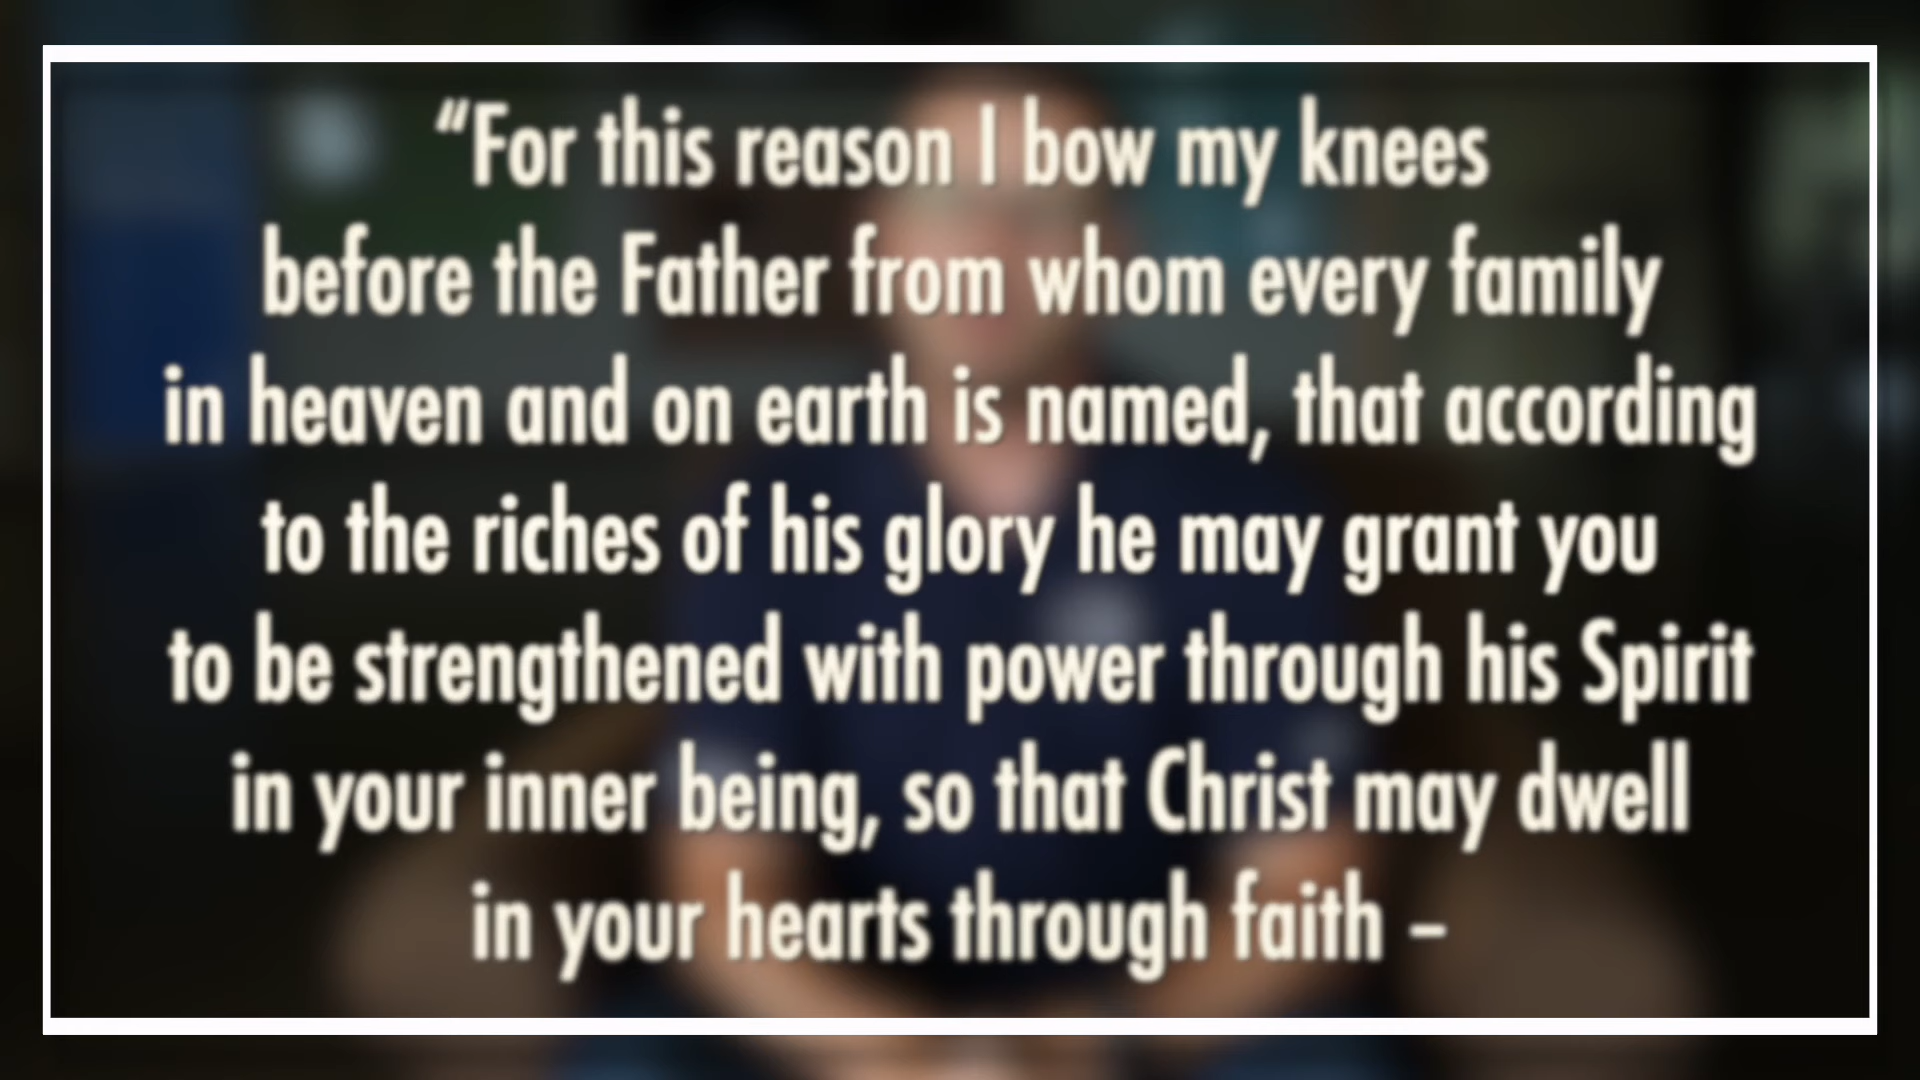 “For this reason I bow my knees
before the Father from whom every family
in heaven and on earth is named, that according
to the riches of his glory he may grant you
to be strengthened with power through his Spirit
in your inner being, so that Christ may dwell
in your hearts through faith –